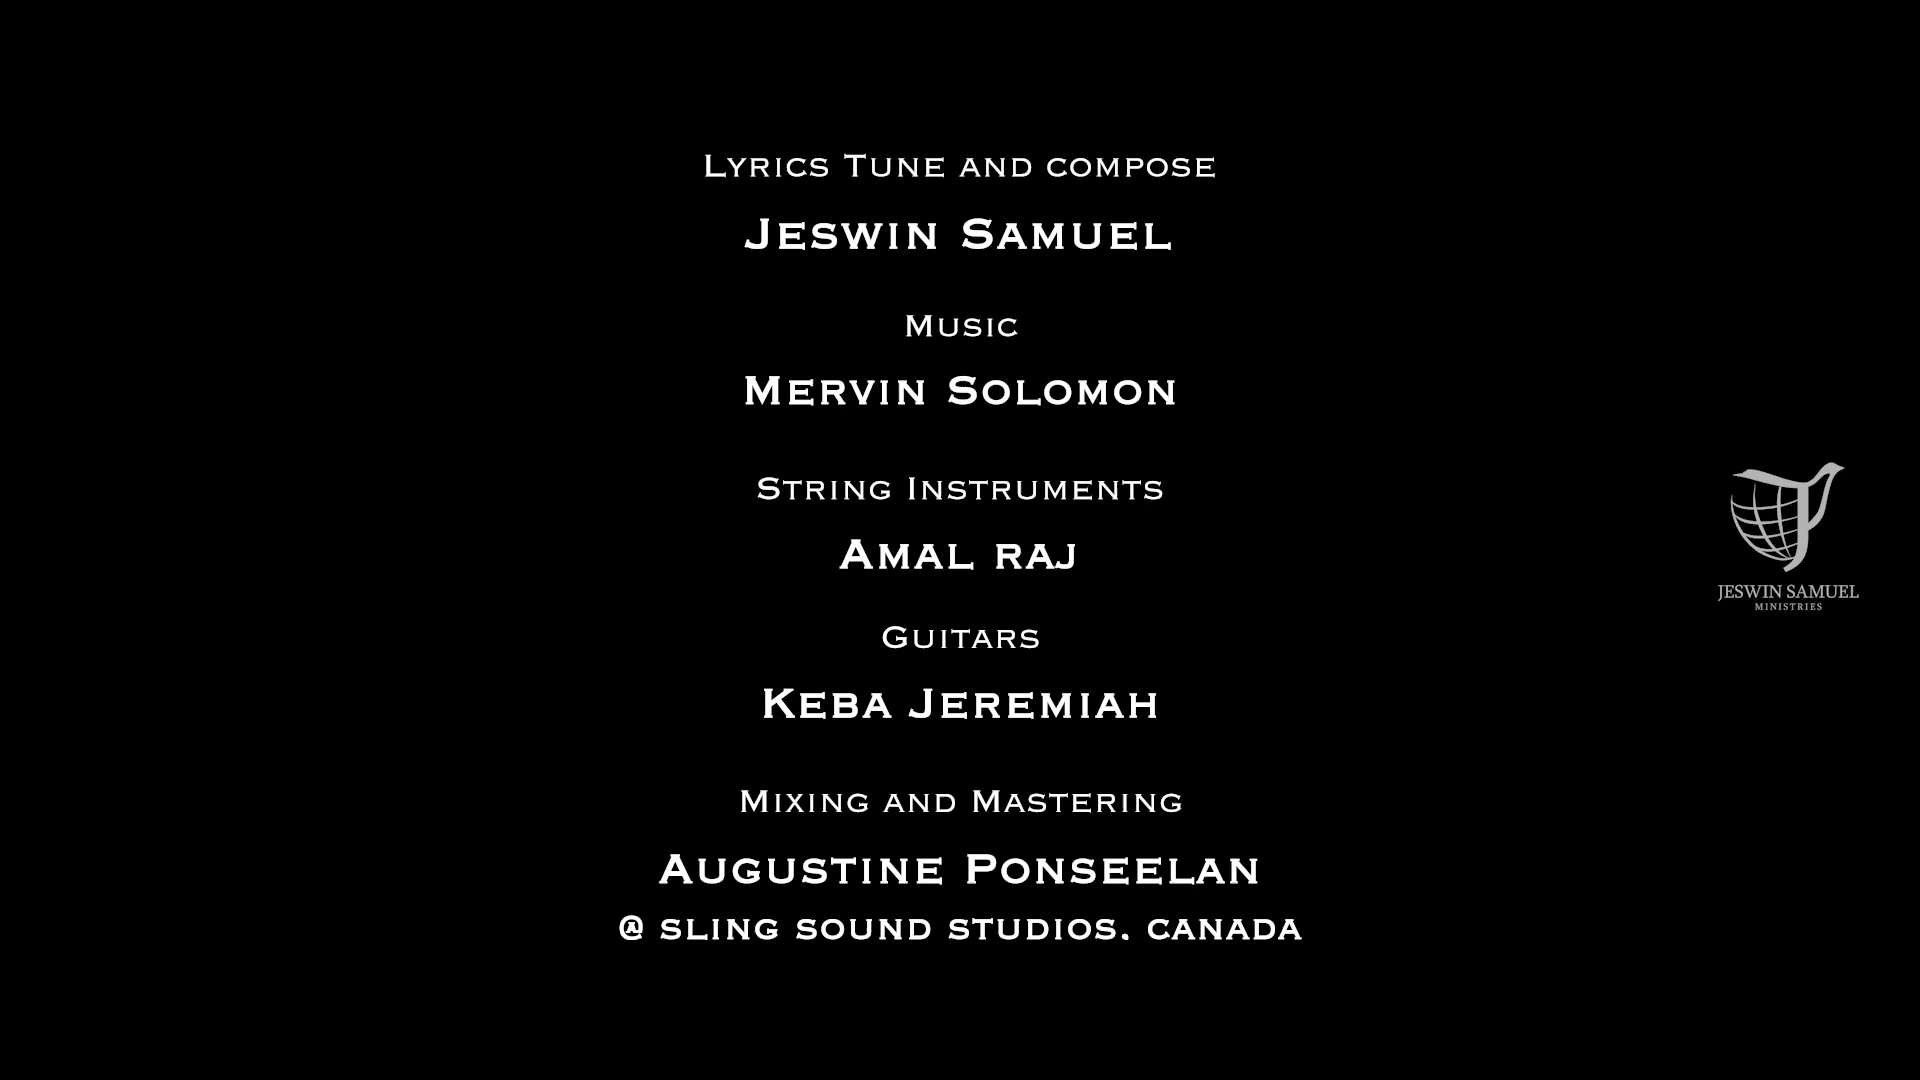 Lyrics Tune and compose
Jeswin Samuel
Music
Mervin Solomon
String Instruments
Amal raj
Guitars
Keba Jeremiah
Mixing and Mastering
Augustine Ponseelan
@ sling sound studios. canada
JESWIN SAMUEL
MINISTRIES